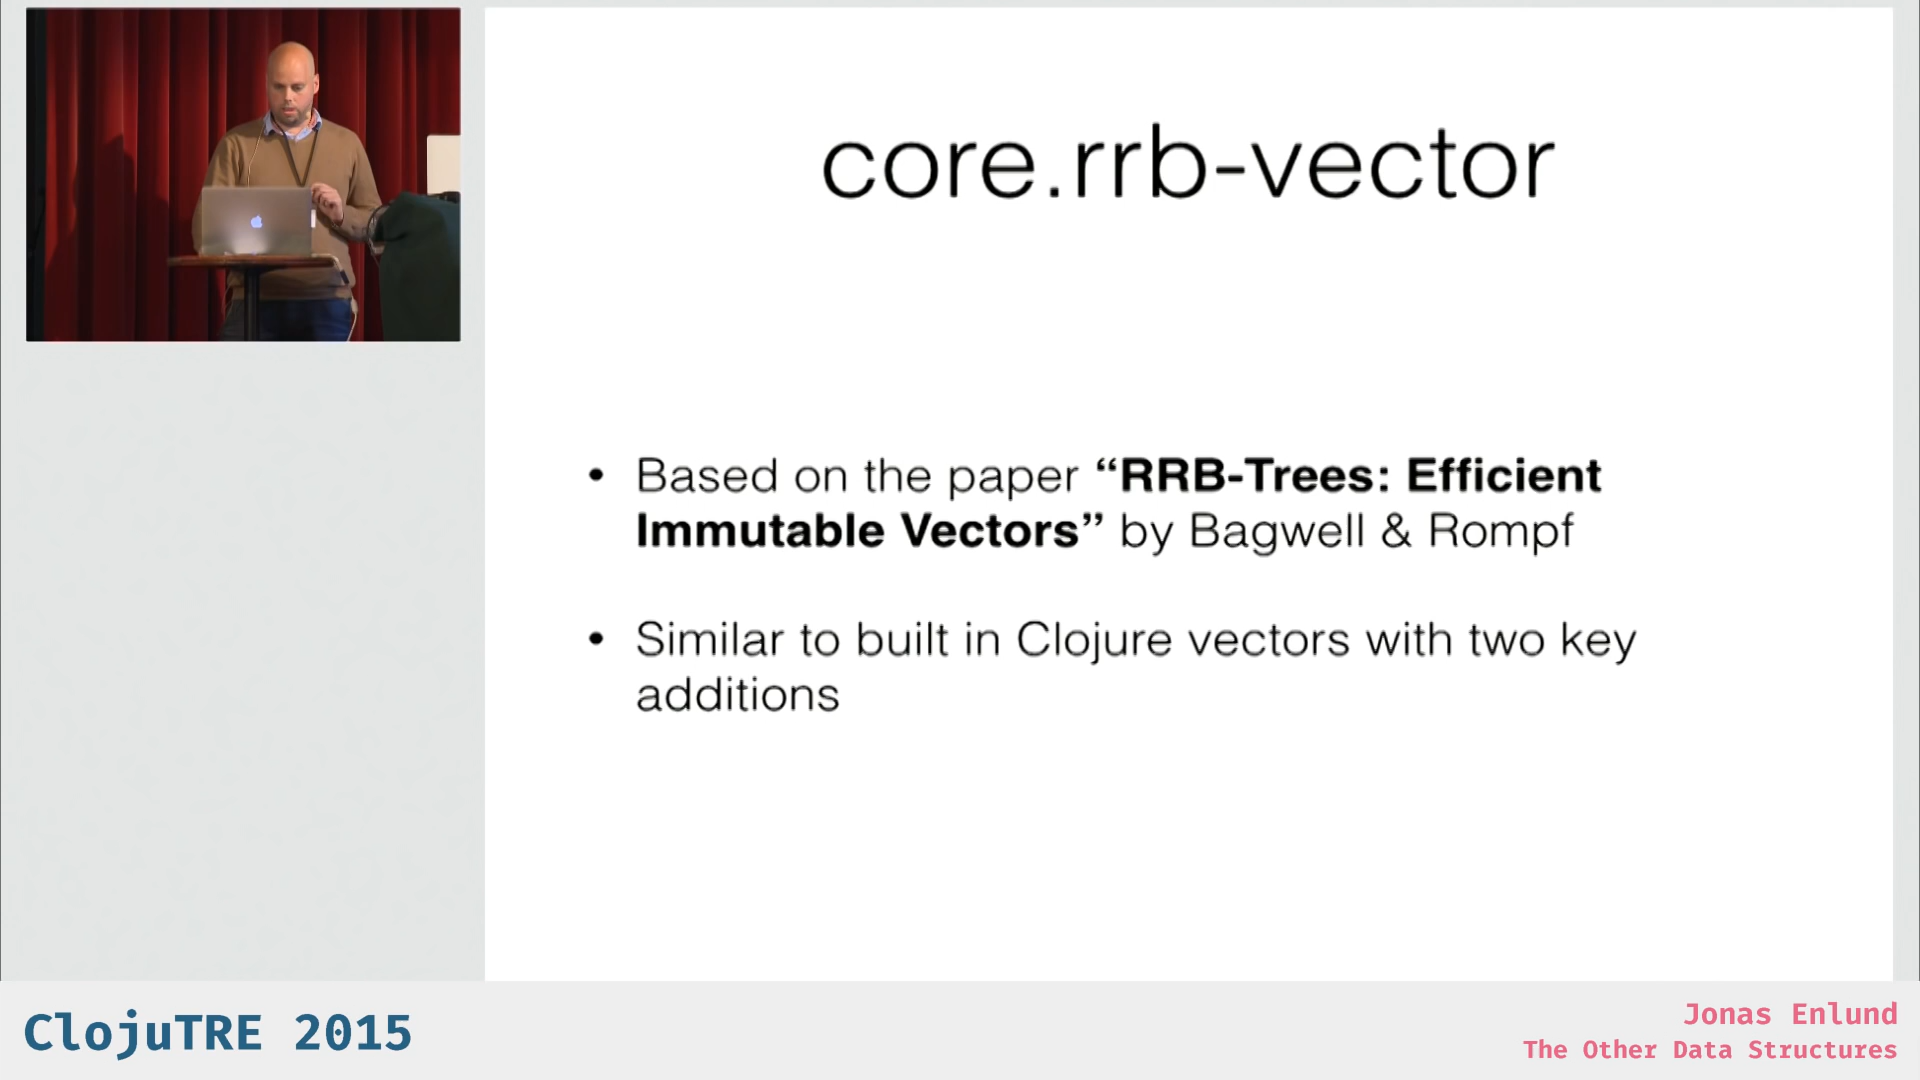 core.rrb-vector
• Based on the paper “RRB-Trees: Efficient
Immutable Vectors” by Bagwell & Rompf
• Similar to built in Clojure vectors with two key
additions
ClojuTRE 2015
Jonas Enlund
The Other Data Structures